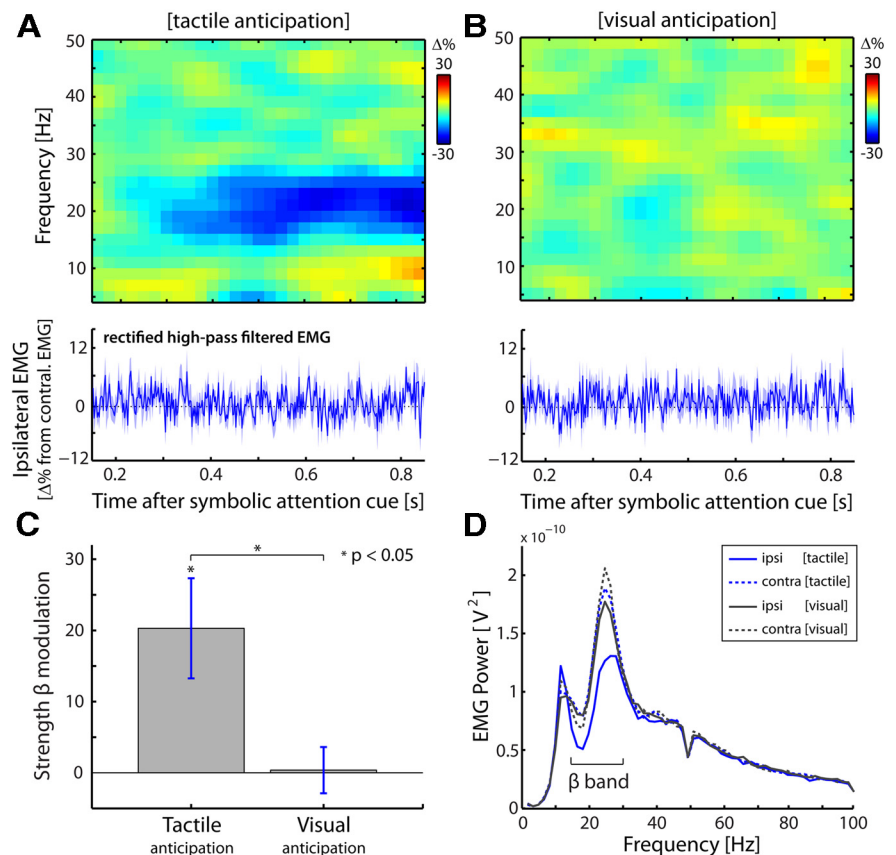 A
[tactile anticipation]
Frequency [Hz]
50
40
30
20
10
Δ%
30
-30
rectified high-pass filtered EMG
Ipsilateral EMG
[Δ% from contral. EMG]
12
0
−12
0.2 0.4 0.6 0.8
Time after symbolic attention cue [s]
B
[visual anticipation]
50
40
30
20
10
Δ%
30
-30
12
0
-12
0.2 0.4 0.6 0.8
Time after symbolic attention cue [s]
C
Strength β modulation
30
20
10
0
*
*
* p < 0.05
Tactile
anticipation
Visual
anticipation
D
x 10⁻¹⁰
EMG Power [V²]
2
1.5
1
0.5
0
ipsi [tactile]
contra [tactile]
ipsi [visual]
contra [visual]
β band
0 20 40 60 80 100
Frequency [Hz]